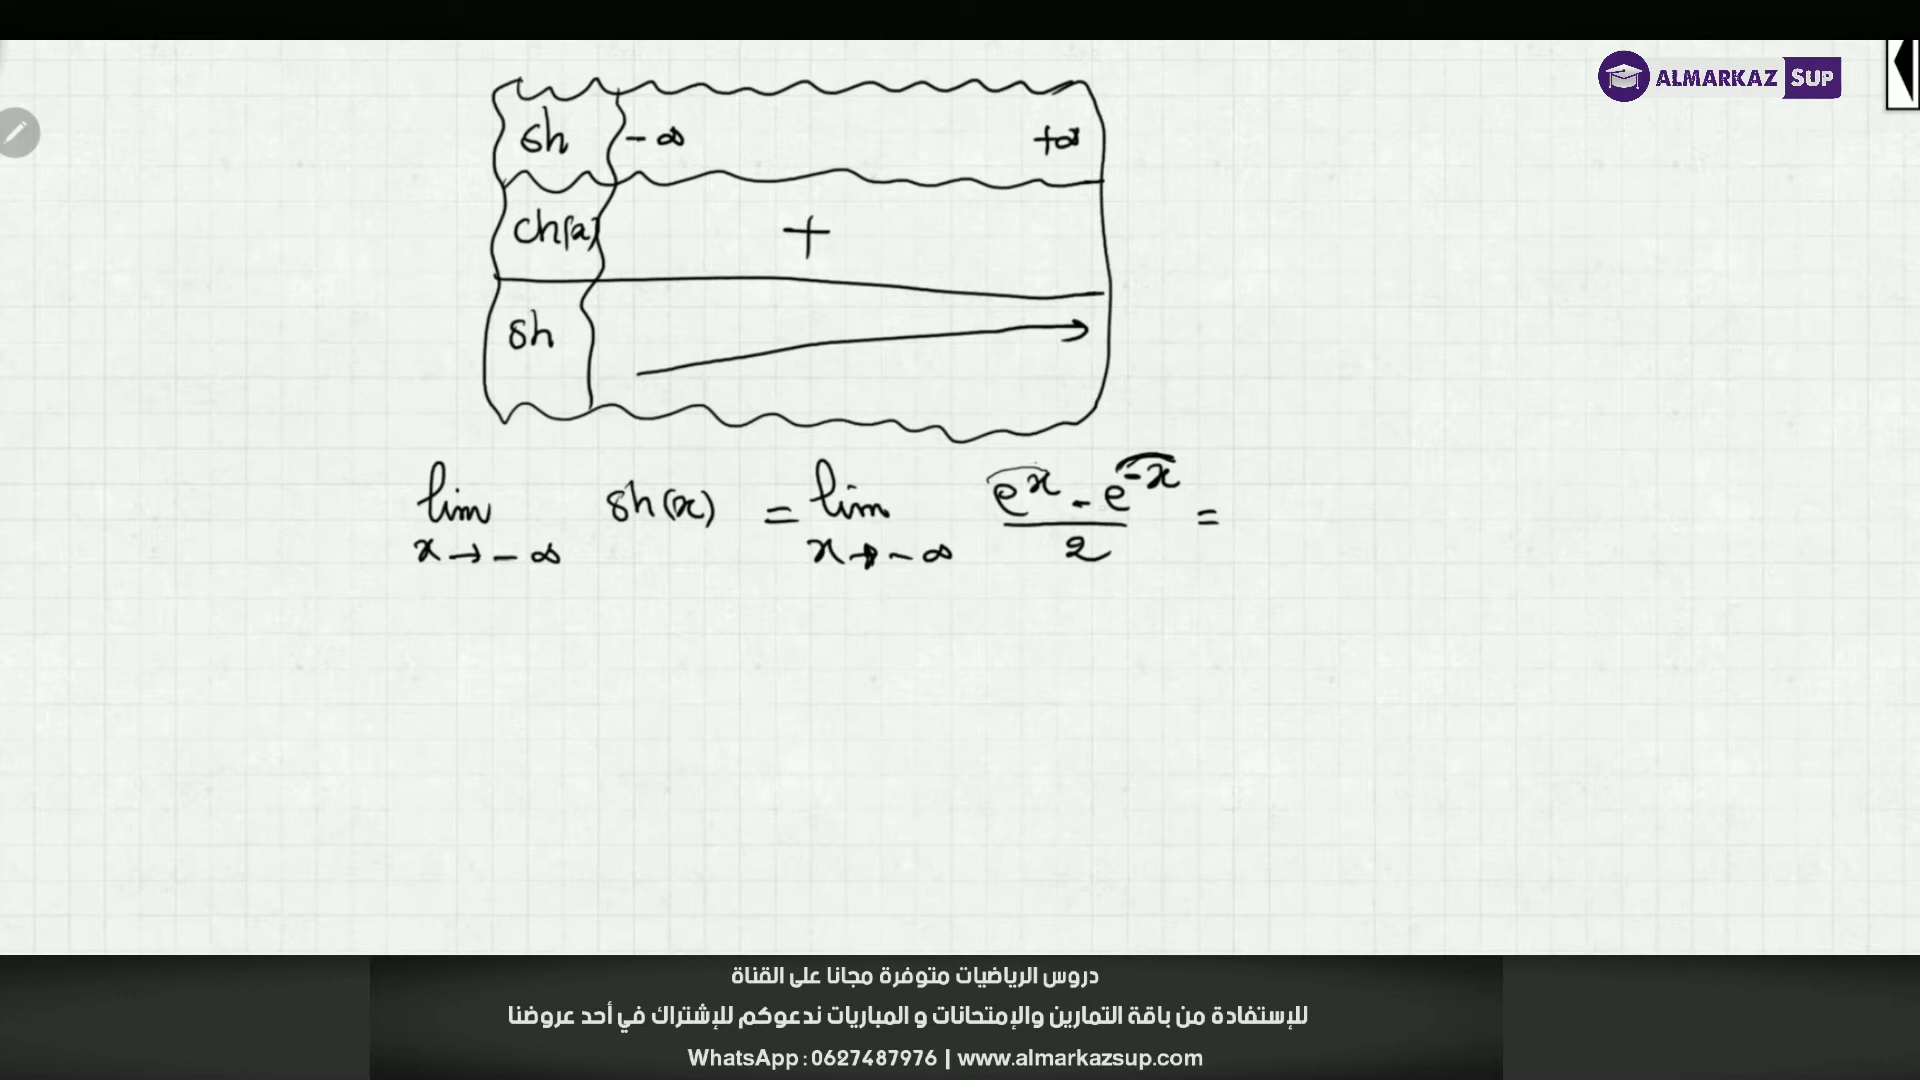 ALMARKAZ SUP
sh -∞ +∞
ch(x) +
sh
lim sh(x) = lim e^x - e^-x =
x → -∞ x → -∞ 2
دروس الرياضيات متوفرة مجانا على القناة
للإستفادة من باقة التمارين والإمتحانات و المباريات ندعوكم للإشتراك في أحد عروضنا
WhatsApp : 0627487976 | www.almarkazsup.com